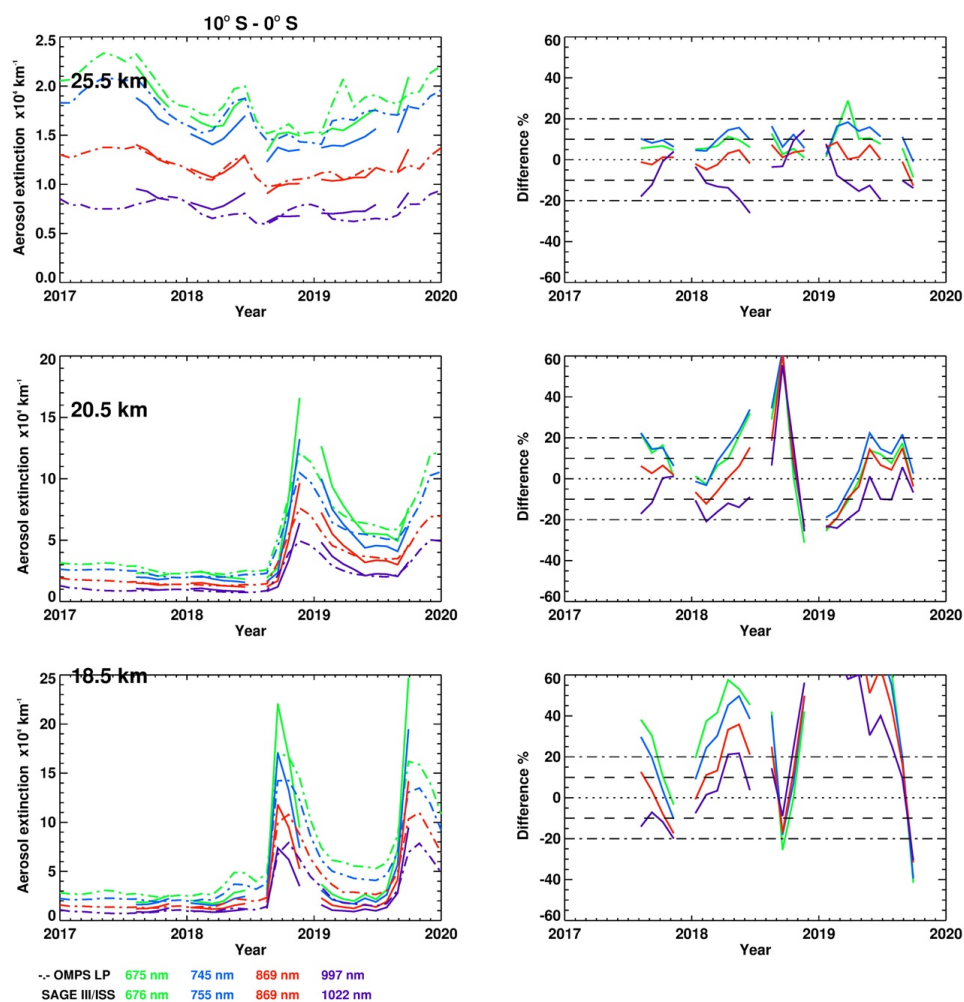 10° S - 0° S
2.5
2.0
1.5
1.0
0.5
0.0
25.5 km
Aerosol extinction x10⁴ km⁻¹
2017 2018 2019 2020
Year
60
40
20
0
-20
-40
-60
Difference %
2017 2018 2019 2020
Year
20
15
10
5
0
20.5 km
Aerosol extinction x10⁴ km⁻¹
2017 2018 2019 2020
Year
60
40
20
0
-20
-40
-60
Difference %
2017 2018 2019 2020
Year
25
20
15
10
5
0
18.5 km
Aerosol extinction x10⁴ km⁻¹
2017 2018 2019 2020
Year
60
40
20
0
-20
-40
-60
Difference %
2017 2018 2019 2020
Year
-.- OMPS LP 675 nm 745 nm 869 nm 997 nm
SAGE III/ISS 676 nm 755 nm 869 nm 1022 nm